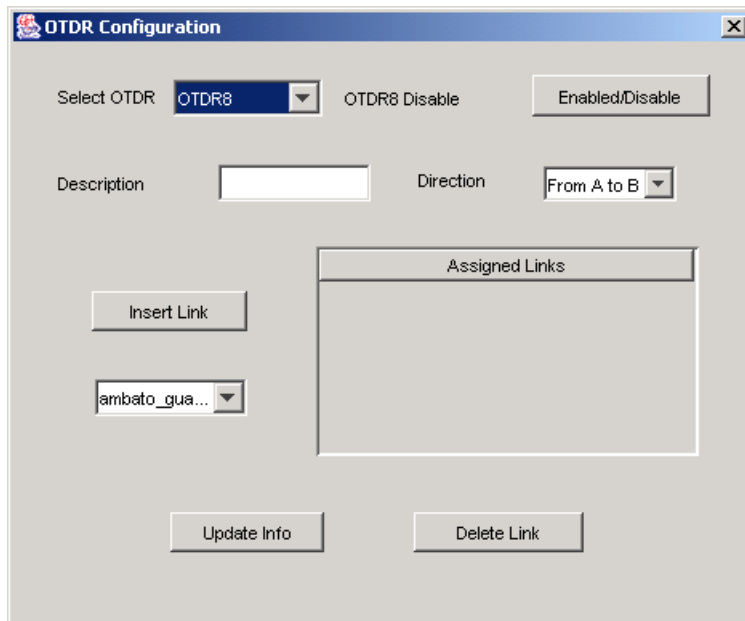 OTDR Configuration
Select OTDR OTDR8 OTDR8 Disable Enabled/Disable
Description Direction From A to B
Assigned Links
Insert Link
ambato_gua...
Update Info Delete Link